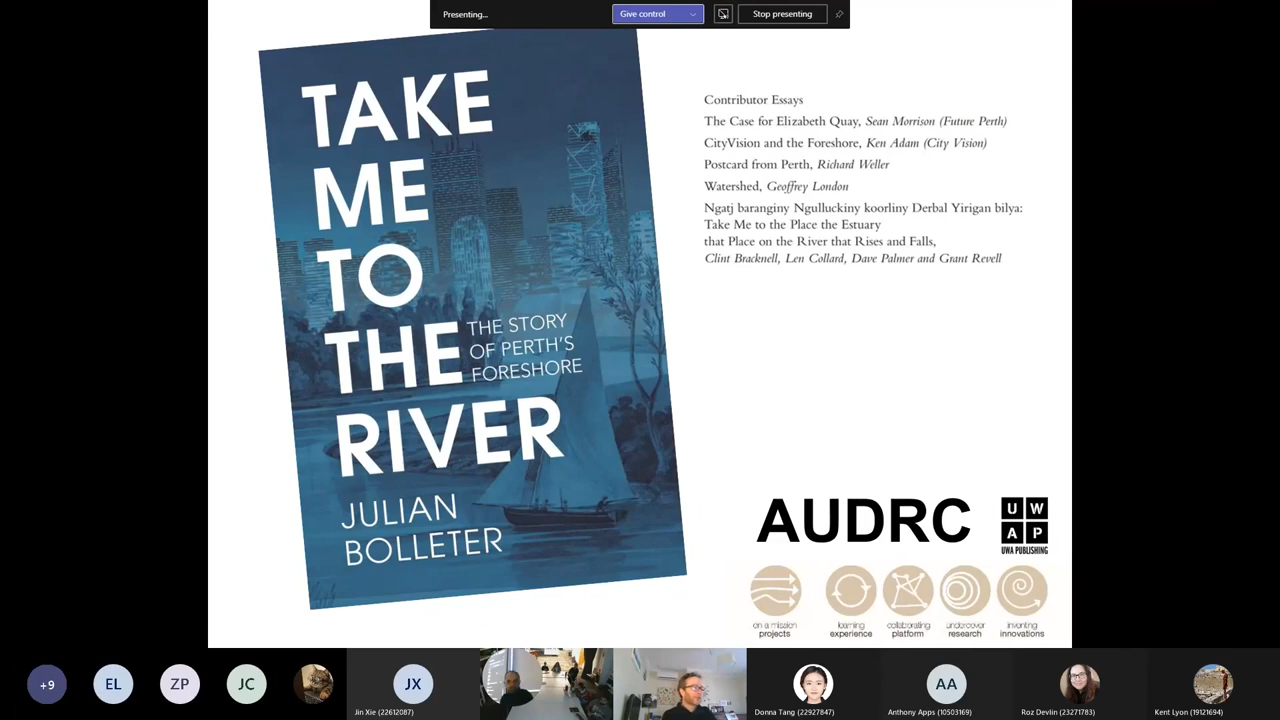 Presenting...
Give control
Stop presenting
TAKE
ME
TO
THE
RIVER
THE STORY
OF PERTH'S
FORESHORE
JULIAN
BOLLETER
Contributor Essays
The Case for Elizabeth Quay, Sean Morrison (Future Perth)
CityVision and the Foreshore, Ken Adam (City Vision)
Postcard from Perth, Richard Weller
Watershed, Geoffrey London
Ngatj baranginy Ngulluckiny koorliny Derbal Yirigan bilya:
Take Me to the Place the Estuary
that Place on the River that Rises and Falls,
Clint Bracknell, Len Collard, Dave Palmer and Grant Revell
AUDRC
U W
A P
UWA PUBLISHING
on a mission
projects
learning
experience
collaborating
platform
undercover
research
inventing
innovations
+9
EL
ZP
JC
JX
Jin Xie (22612087)
Donna Tang (22927847)
AA
Anthony Apps (10503169)
Roz Devlin (23271783)
Kent Lyon (19121694)